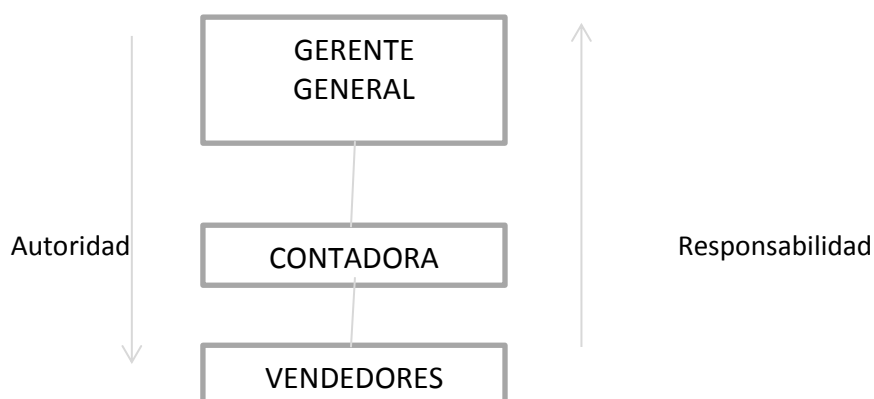 GERENTE
GENERAL
Autoridad
CONTADORA
Responsabilidad
VENDEDORES